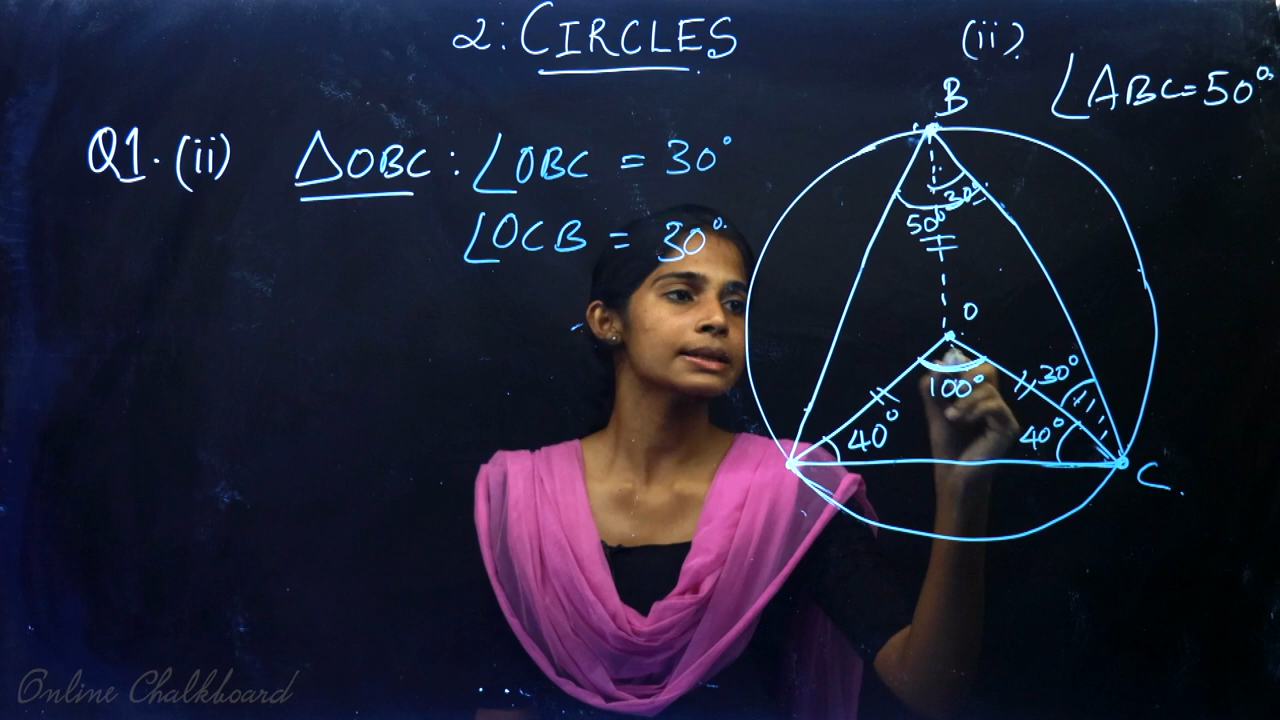 2: CIRCLES
(ii).
∠ABC = 50°
Q1. (ii) △OBC : ∠OBC = 30°
∠OCB = 30°
B
30°
50°
O
100°
30°
40°
40°
C.
Online Chalkboard